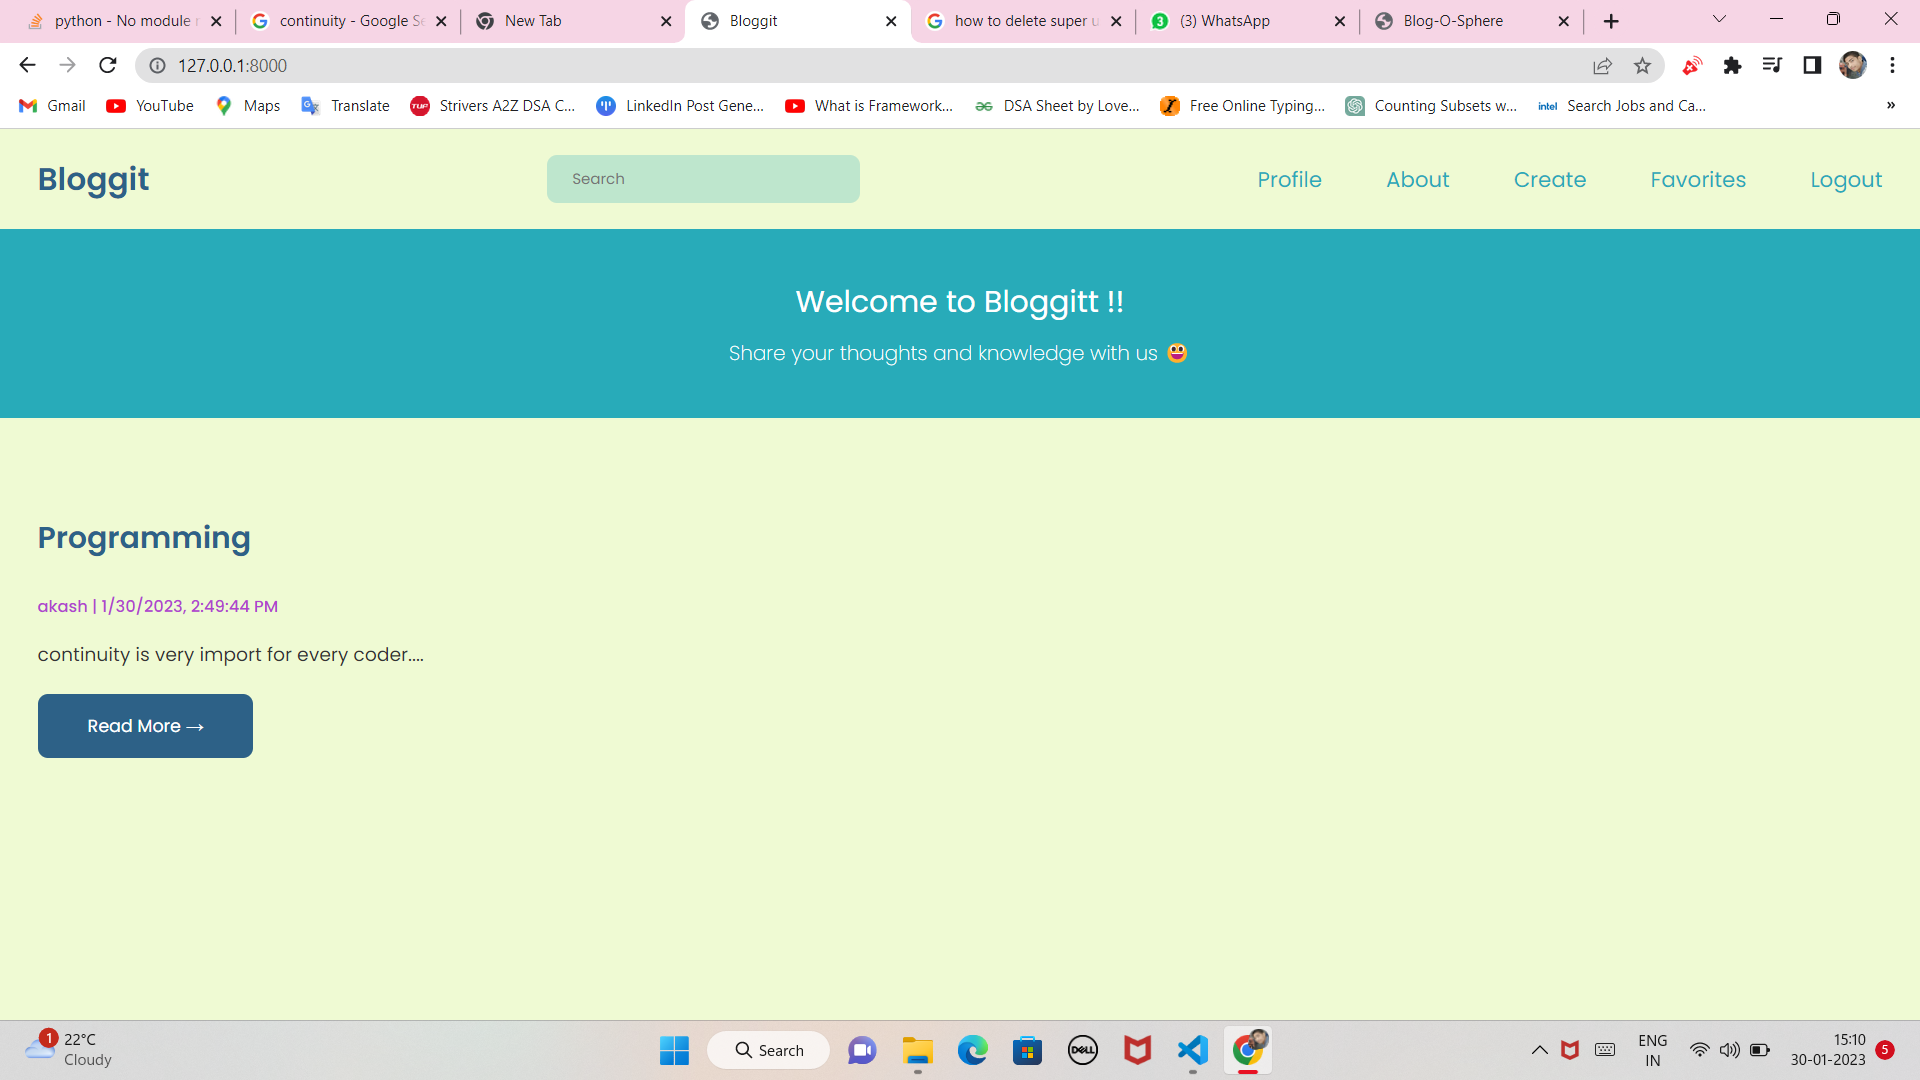 python - No module
continuity - Google Se
New Tab
Bloggit
how to delete super u
(3) WhatsApp
Blog-O-Sphere
127.0.0.1:8000
Gmail
YouTube
Maps
Translate
Strivers A2Z DSA C...
LinkedIn Post Gene...
What is Framework...
DSA Sheet by Love...
Free Online Typing...
Counting Subsets w...
intel
Search Jobs and Ca...
»
Bloggit
Search
Profile
About
Create
Favorites
Logout
Welcome to Bloggitt !!
Share your thoughts and knowledge with us 😀
Programming
akash | 1/30/2023, 2:49:44 PM
continuity is very import for every coder....
Read More →
1
22°C
Cloudy
Search
DELL
ENG
IN
15:10
30-01-2023
5